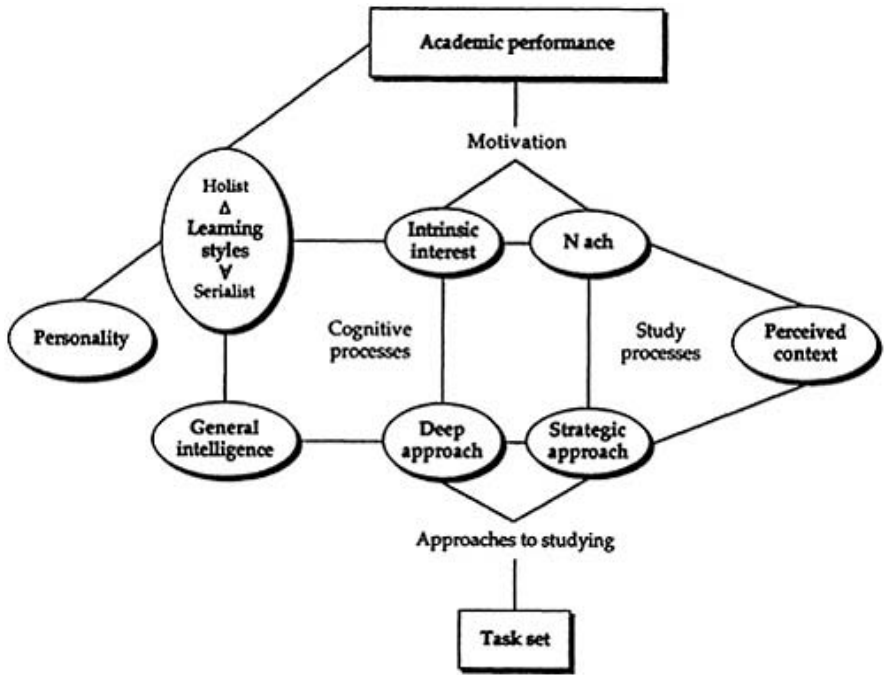 Academic performance
Motivation
Holist
Δ
Learning
styles
∀
Serialist
Intrinsic
interest
N ach
Personality
Cognitive
processes
Study
processes
Perceived
context
General
intelligence
Deep
approach
Strategic
approach
Approaches to studying
Task set